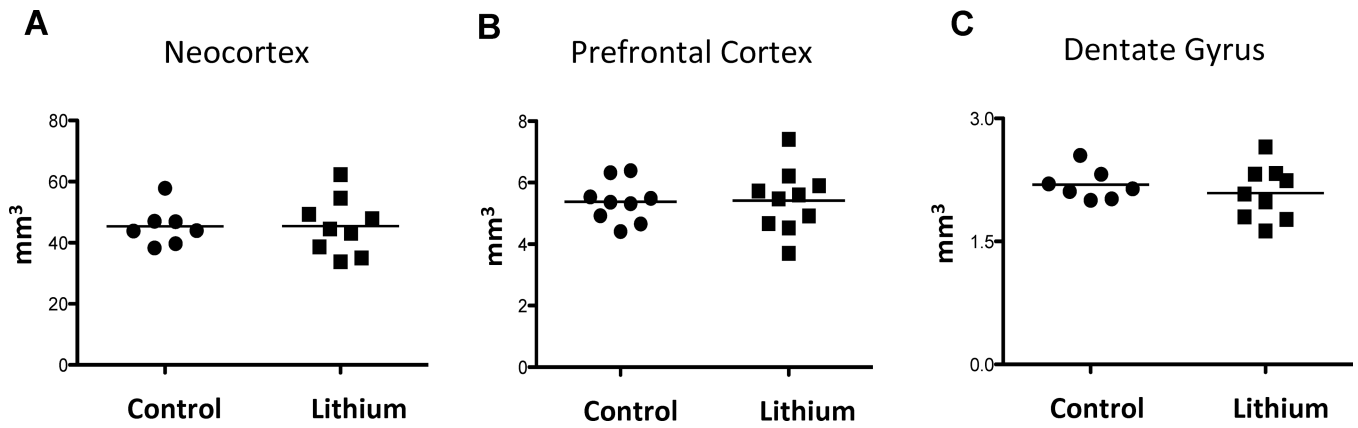 A
Neocortex
mm³
80
60
40
20
0
Control Lithium
B
Prefrontal Cortex
mm³
8
6
4
2
0
Control Lithium
C
Dentate Gyrus
mm³
3.0
1.5
0.0
Control Lithium